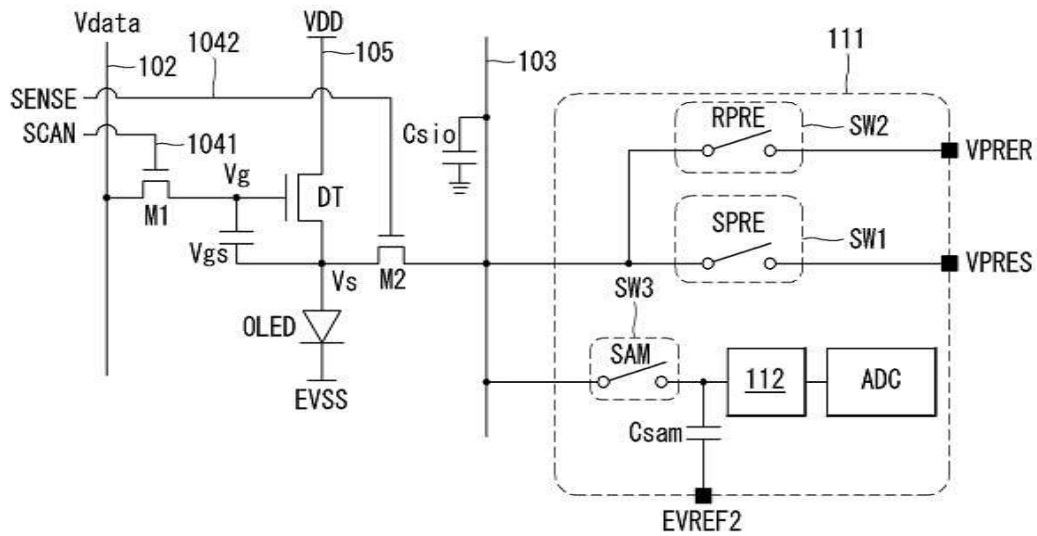 Vdata
102
1042
VDD
105
103
111
SENSE
SCAN
1041
Csio
RPRE
SW2
VPRER
Vg
DT
M1
Vgs
Vs
M2
SPRE
SW1
VPRES
SW3
OLED
SAM
112
ADC
EVSS
Csam
EVREF2